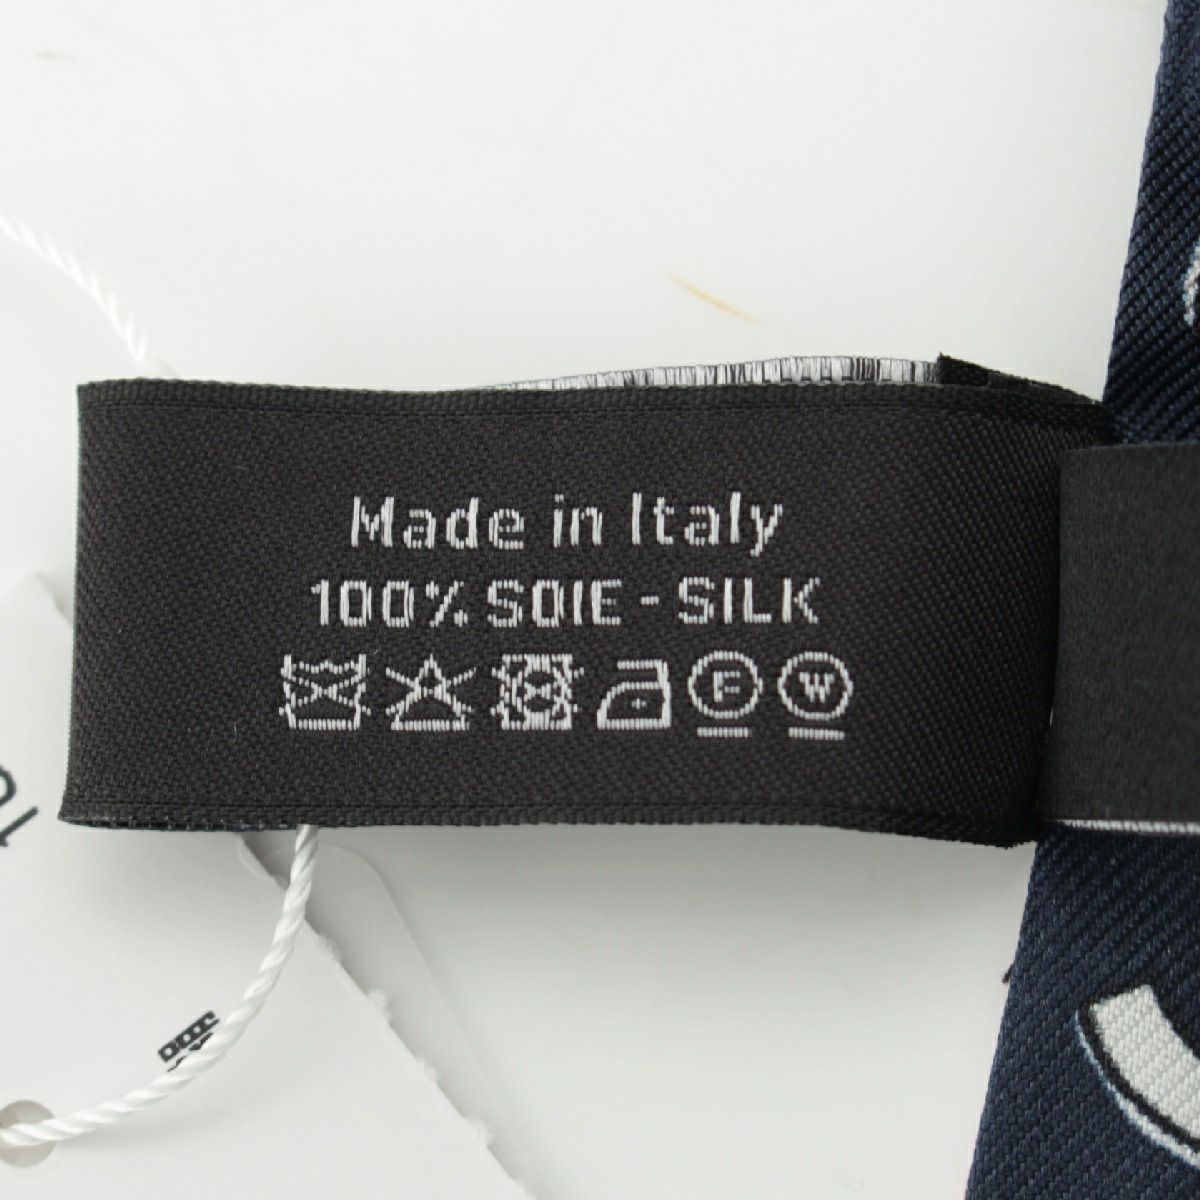 Made in Italy
100% SOIE - SILK
F W